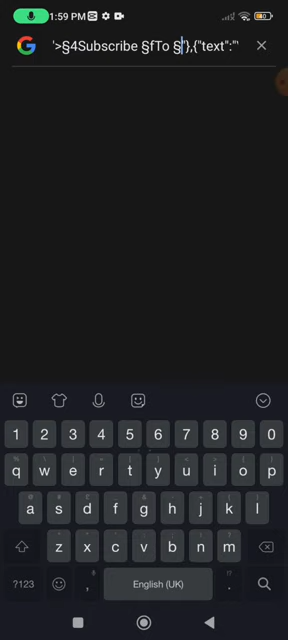 1:59 PM
'>§4Subscribe §fTo §"},{"text":"
1 2 3 4 5 6 7 8 9 0
q w e r t y u i o p
a s d f g h j k l
z x c v b n m
?123 , English (UK) .